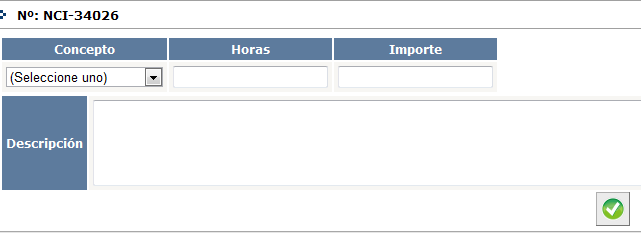 Nº: NCI-34026
Concepto Horas Importe
(Seleccione uno)
Descripción